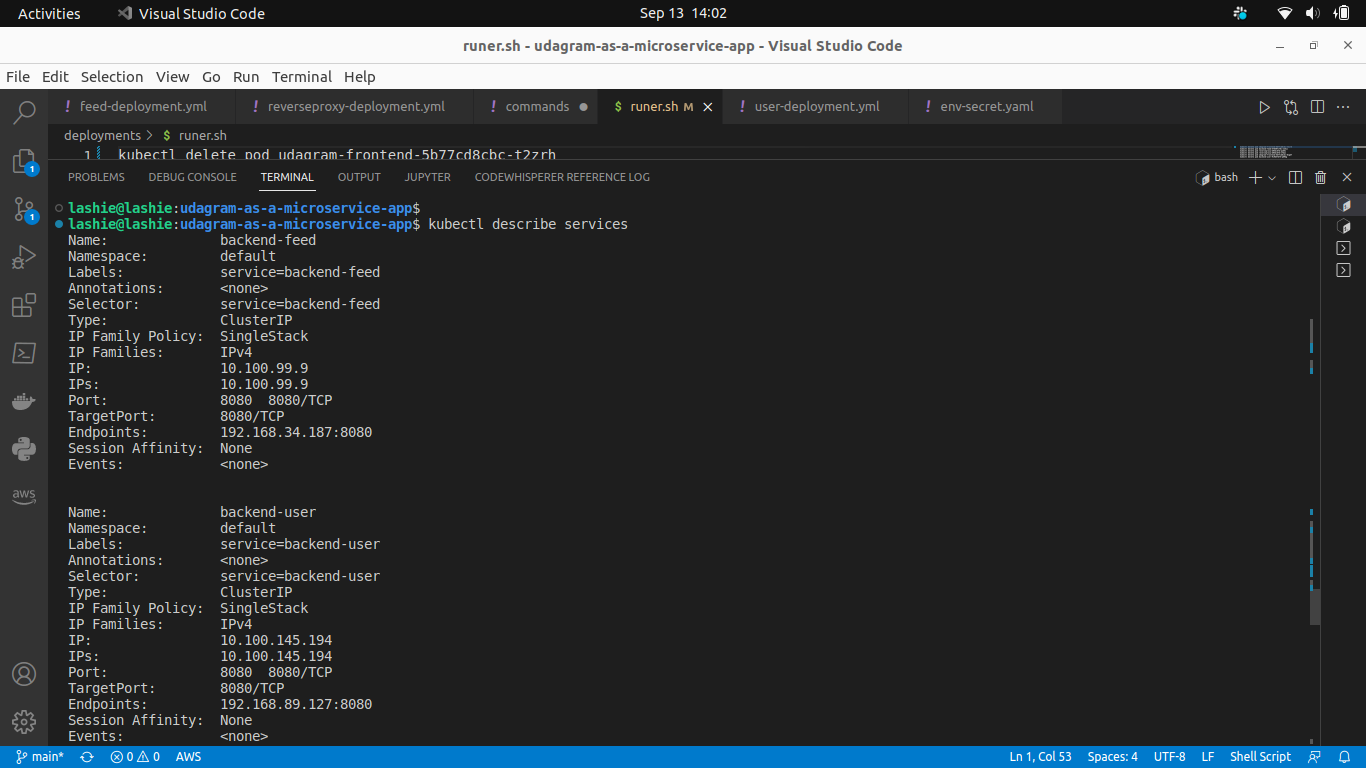 Activities Visual Studio Code Sep 13 14:02
runer.sh - udagram-as-a-microservice-app - Visual Studio Code
File Edit Selection View Go Run Terminal Help
! feed-deployment.yml ! reverseproxy-deployment.yml ! commands $ runer.sh M ! user-deployment.yml ! env-secret.yaml
deployments > $ runer.sh
1 kubectl delete pod udagram-frontend-5b77cd8cbc-t2zrh
PROBLEMS DEBUG CONSOLE TERMINAL OUTPUT JUPYTER CODEWHISPERER REFERENCE LOG bash
lashie@lashie:udagram-as-a-microservice-app$
lashie@lashie:udagram-as-a-microservice-app$ kubectl describe services
Name: backend-feed
Namespace: default
Labels: service=backend-feed
Annotations: <none>
Selector: service=backend-feed
Type: ClusterIP
IP Family Policy: SingleStack
IP Families: IPv4
IP: 10.100.99.9
IPs: 10.100.99.9
Port: 8080 8080/TCP
TargetPort: 8080/TCP
Endpoints: 192.168.34.187:8080
Session Affinity: None
Events: <none>
Name: backend-user
Namespace: default
Labels: service=backend-user
Annotations: <none>
Selector: service=backend-user
Type: ClusterIP
IP Family Policy: SingleStack
IP Families: IPv4
IP: 10.100.145.194
IPs: 10.100.145.194
Port: 8080 8080/TCP
TargetPort: 8080/TCP
Endpoints: 192.168.89.127:8080
Session Affinity: None
Events: <none>
1
1
aws
main* 0 0 AWS Ln 1, Col 53 Spaces: 4 UTF-8 LF Shell Script